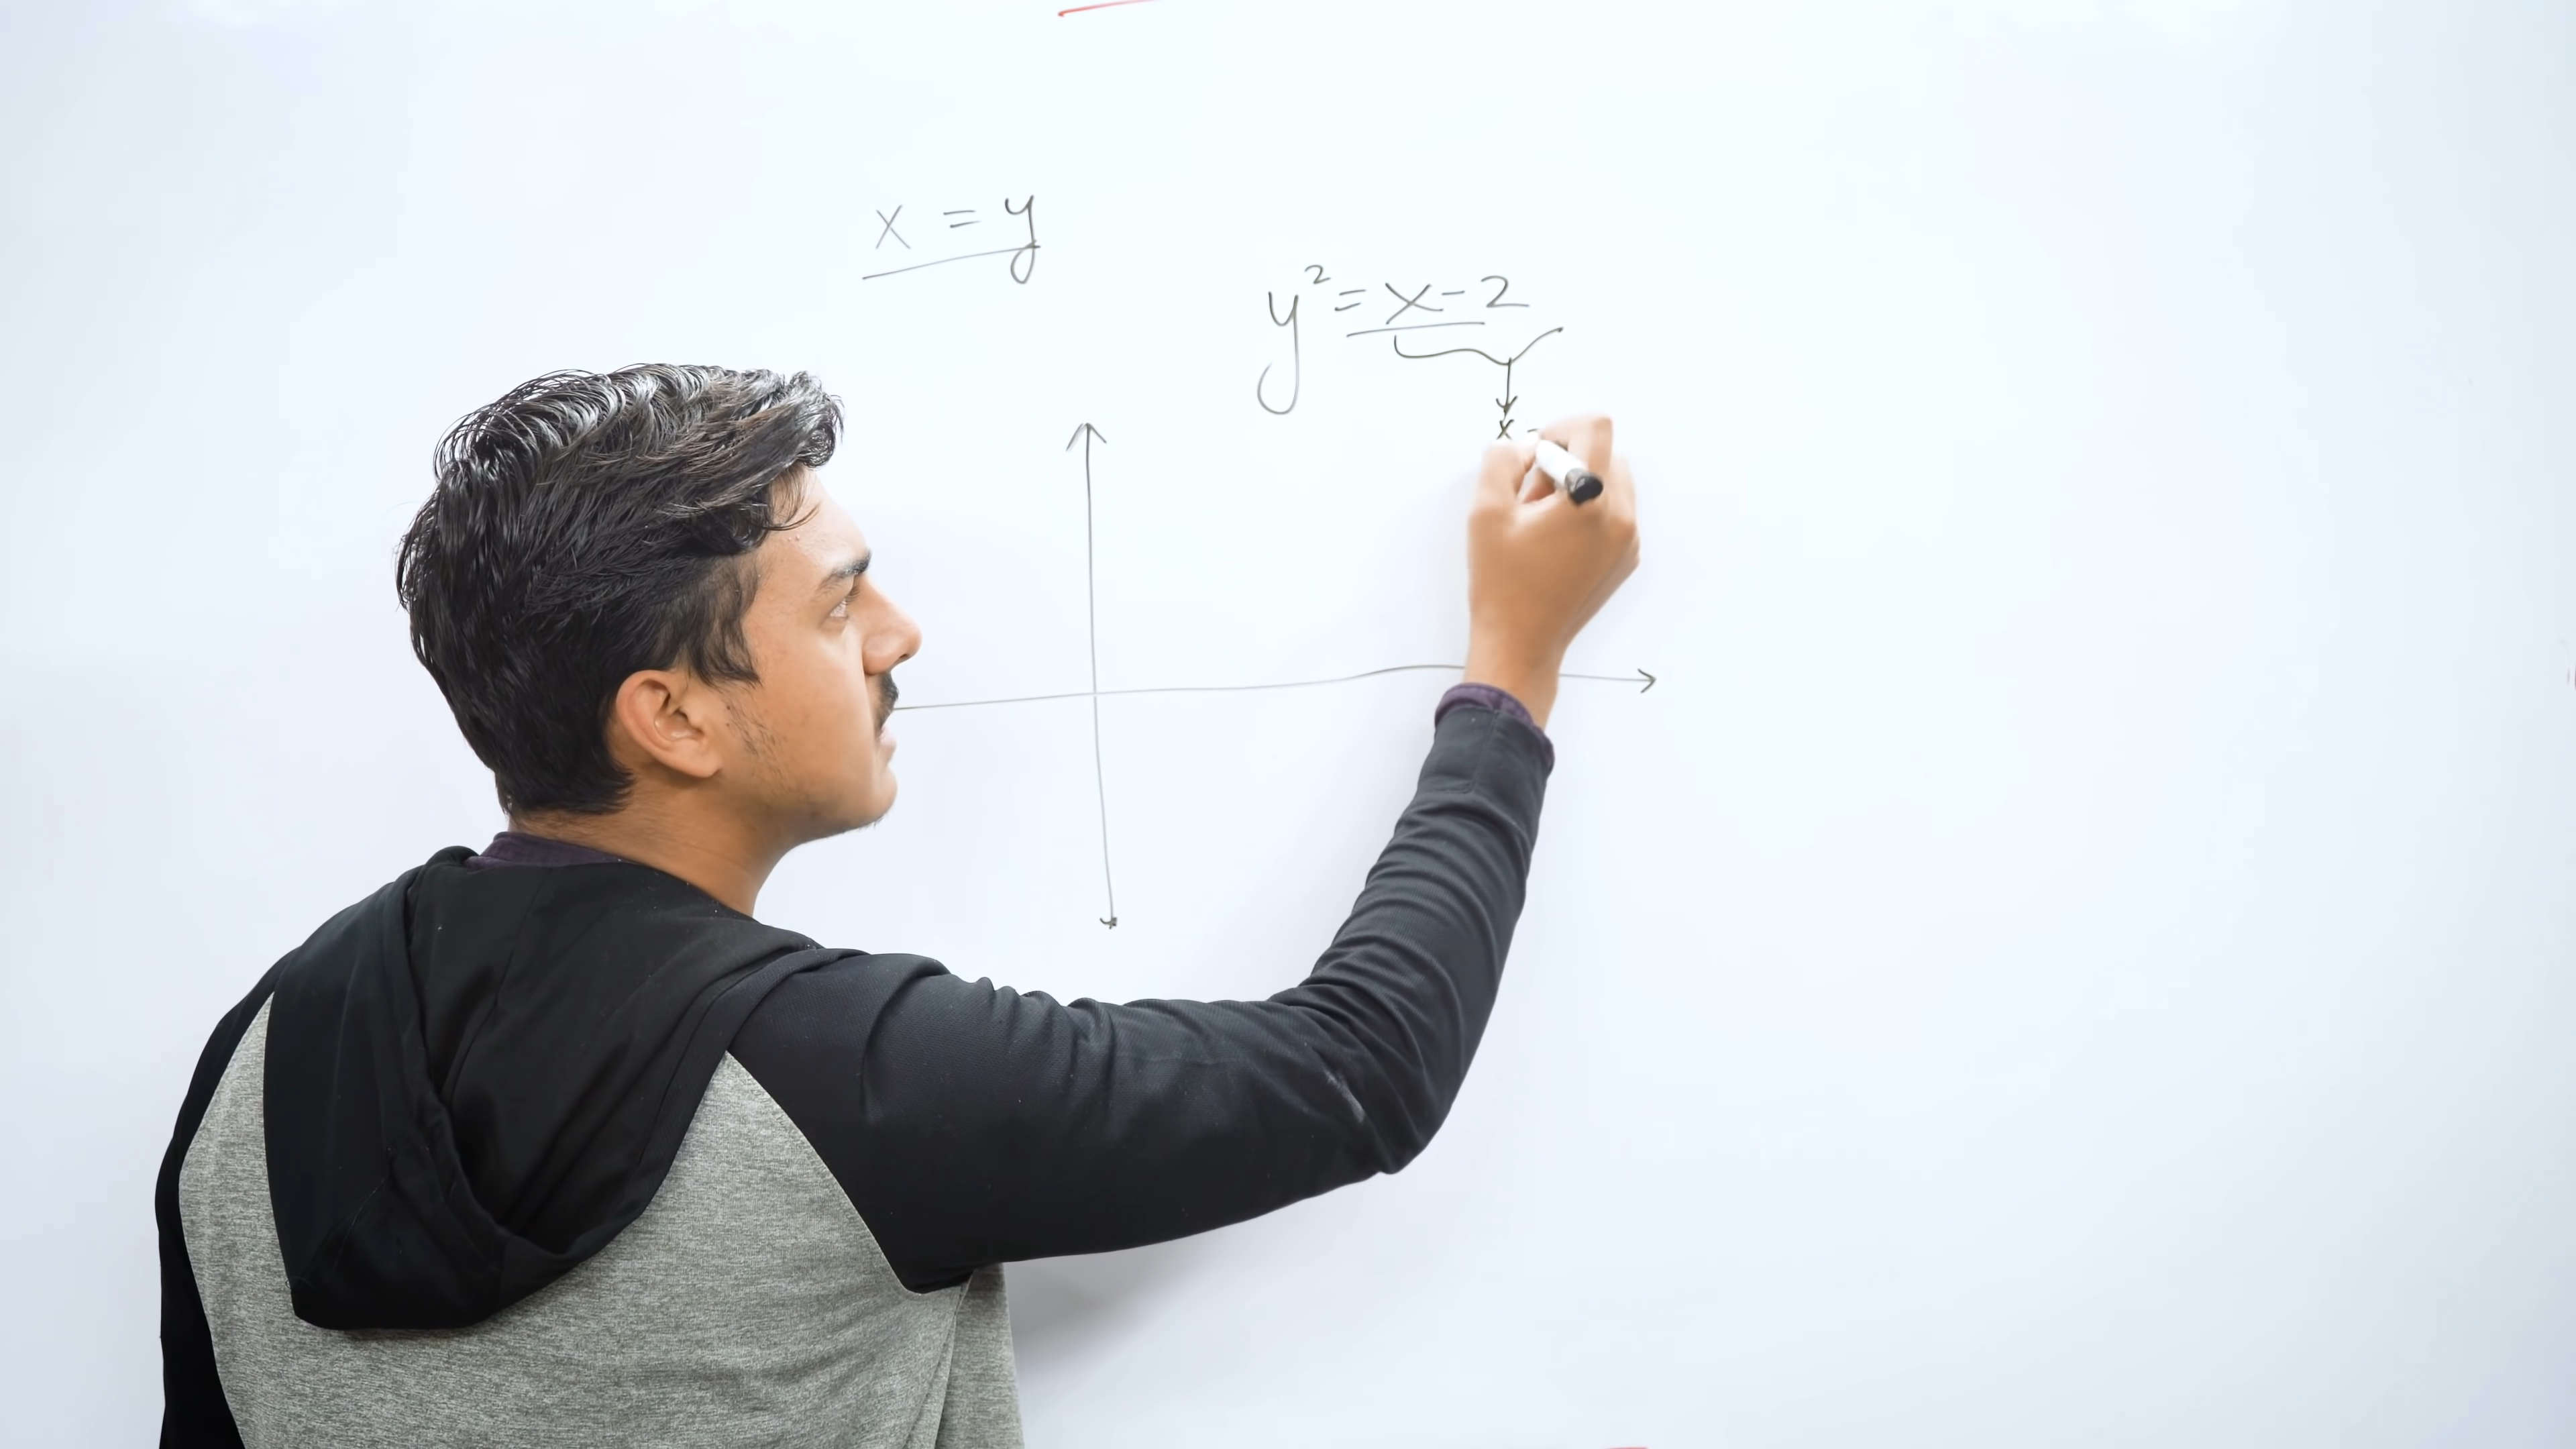 x = y
y² = x-2
x -